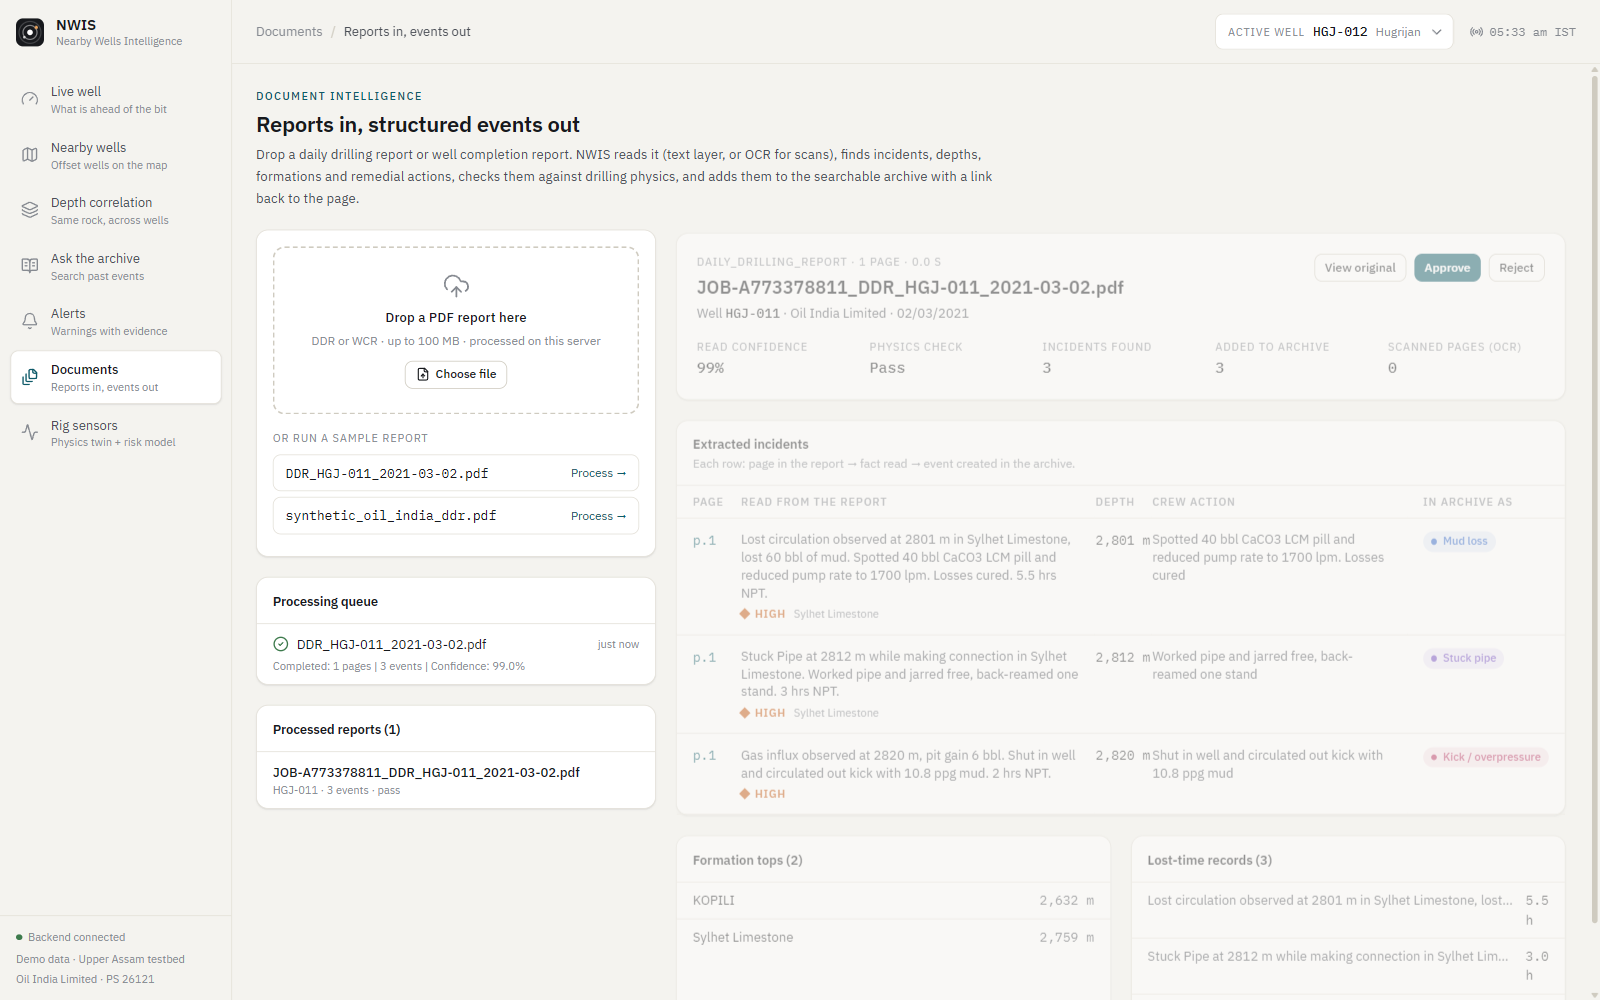 NWIS
Nearby Wells Intelligence
Live well
What is ahead of the bit
Nearby wells
Offset wells on the map
Depth correlation
Same rock, across wells
Ask the archive
Search past events
Alerts
Warnings with evidence
Documents
Reports in, events out
Rig sensors
Physics twin + risk model
Backend connected
Demo data · Upper Assam testbed
Oil India Limited · PS 26121
Documents / Reports in, events out
ACTIVE WELL HGJ-012 Hugrijan
05:33 am IST
DOCUMENT INTELLIGENCE
Reports in, structured events out
Drop a daily drilling report or well completion report. NWIS reads it (text layer, or OCR for scans), finds incidents, depths,
formations and remedial actions, checks them against drilling physics, and adds them to the searchable archive with a link
back to the page.
Drop a PDF report here
DDR or WCR · up to 100 MB · processed on this server
Choose file
OR RUN A SAMPLE REPORT
DDR_HGJ-011_2021-03-02.pdf Process →
synthetic_oil_india_ddr.pdf Process →
Processing queue
DDR_HGJ-011_2021-03-02.pdf just now
Completed: 1 pages | 3 events | Confidence: 99.0%
Processed reports (1)
JOB-A773378811_DDR_HGJ-011_2021-03-02.pdf
HGJ-011 · 3 events · pass
DAILY_DRILLING_REPORT · 1 PAGE · 0.0 S
JOB-A773378811_DDR_HGJ-011_2021-03-02.pdf
Well HGJ-011 · Oil India Limited · 02/03/2021
View original Approve Reject
READ CONFIDENCE PHYSICS CHECK INCIDENTS FOUND ADDED TO ARCHIVE SCANNED PAGES (OCR)
99% Pass 3 3 0
Extracted incidents
Each row: page in the report → fact read → event created in the archive.
PAGE READ FROM THE REPORT DEPTH CREW ACTION IN ARCHIVE AS
p.1 Lost circulation observed at 2801 m in Sylhet Limestone, 2,801 m Spotted 40 bbl CaCO3 LCM pill and Mud loss
lost 60 bbl of mud. Spotted 40 bbl CaCO3 LCM pill and reduced pump rate to 1700 lpm. Losses
reduced pump rate to 1700 lpm. Losses cured. 5.5 hrs cured
NPT.
HIGH Sylhet Limestone
p.1 Stuck Pipe at 2812 m while making connection in Sylhet 2,812 m Worked pipe and jarred free, back- Stuck pipe
Limestone. Worked pipe and jarred free, back-reamed one reamed one stand
stand. 3 hrs NPT.
HIGH Sylhet Limestone
p.1 Gas influx observed at 2820 m, pit gain 6 bbl. Shut in well 2,820 m Shut in well and circulated out kick with Kick / overpressure
and circulated out kick with 10.8 ppg mud. 2 hrs NPT. 10.8 ppg mud
HIGH
Formation tops (2)
KOPILI 2,632 m
Sylhet Limestone 2,759 m
Lost-time records (3)
Lost circulation observed at 2801 m in Sylhet Limestone, lost... 5.5
h
Stuck Pipe at 2812 m while making connection in Sylhet Lim... 3.0
h